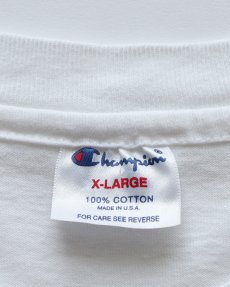 Champion®
X-LARGE
100% COTTON
MADE IN U.S.A.
FOR CARE SEE REVERSE